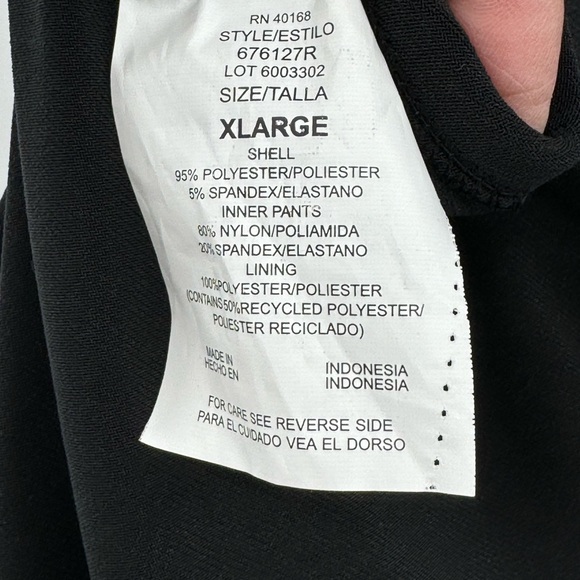 RN 40168
STYLE/ESTILO
676127R
LOT 6003302
SIZE/TALLA
XLARGE
SHELL
95% POLYESTER/POLIESTER
5% SPANDEX/ELASTANO
INNER PANTS
80% NYLON/POLIAMIDA
20% SPANDEX/ELASTANO
LINING
100% POLYESTER/POLIESTER
(CONTAINS 50% RECYCLED POLYESTER/
POLIESTER RECICLADO)
MADE IN INDONESIA
HECHO EN INDONESIA
FOR CARE SEE REVERSE SIDE
PARA EL CUIDADO VEA EL DORSO